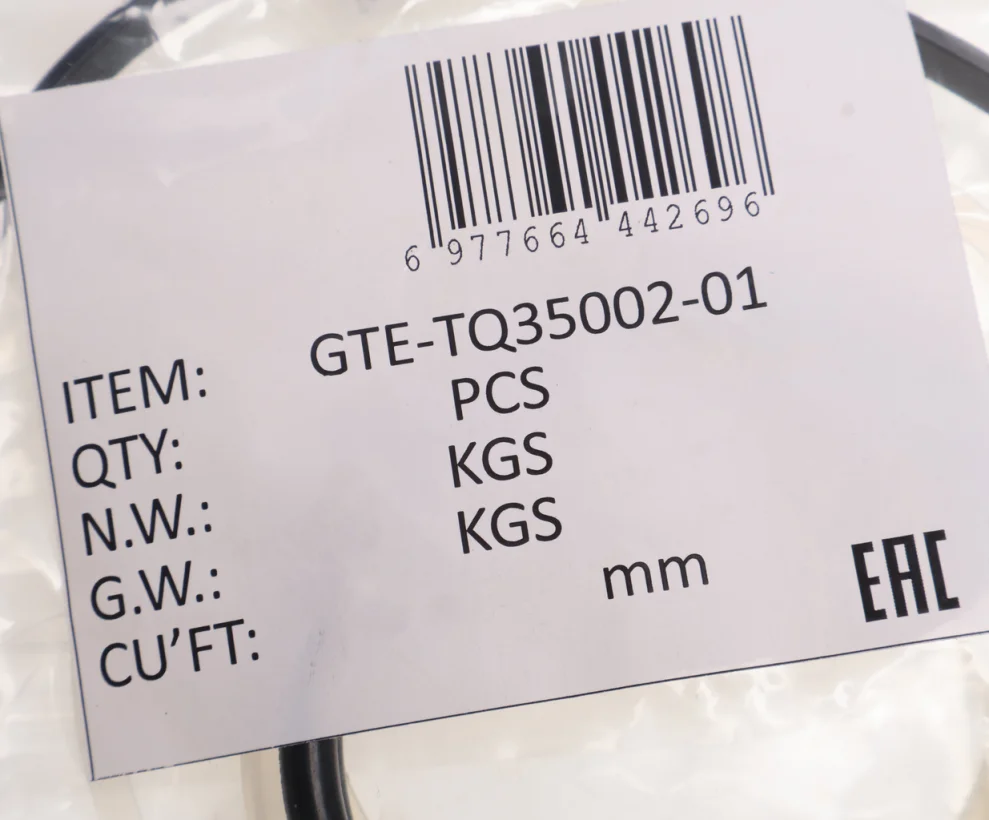 6 977664 442696
ITEM: GTE-TQ35002-01
QTY: PCS
N.W.: KGS
G.W.: KGS
CU'FT: mm
EAC